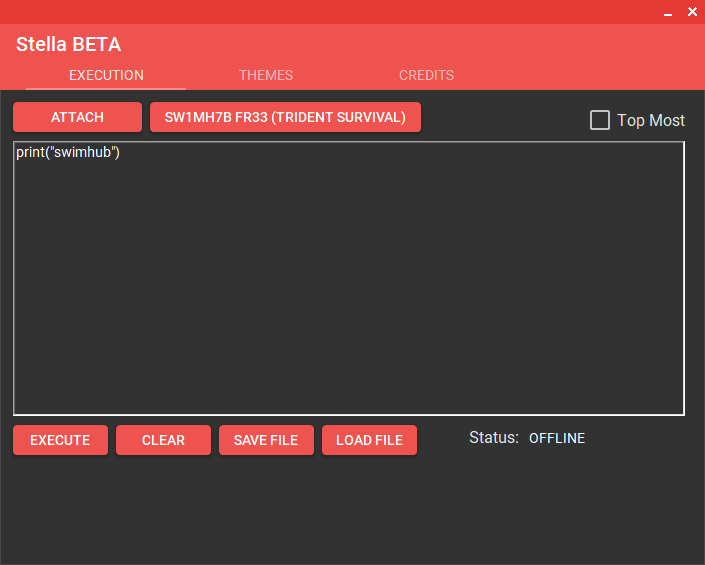 Stella BETA
EXECUTION THEMES CREDITS
ATTACH SW1MH7B FR33 (TRIDENT SURVIVAL) Top Most
print("swimhub")
EXECUTE CLEAR SAVE FILE LOAD FILE Status: OFFLINE